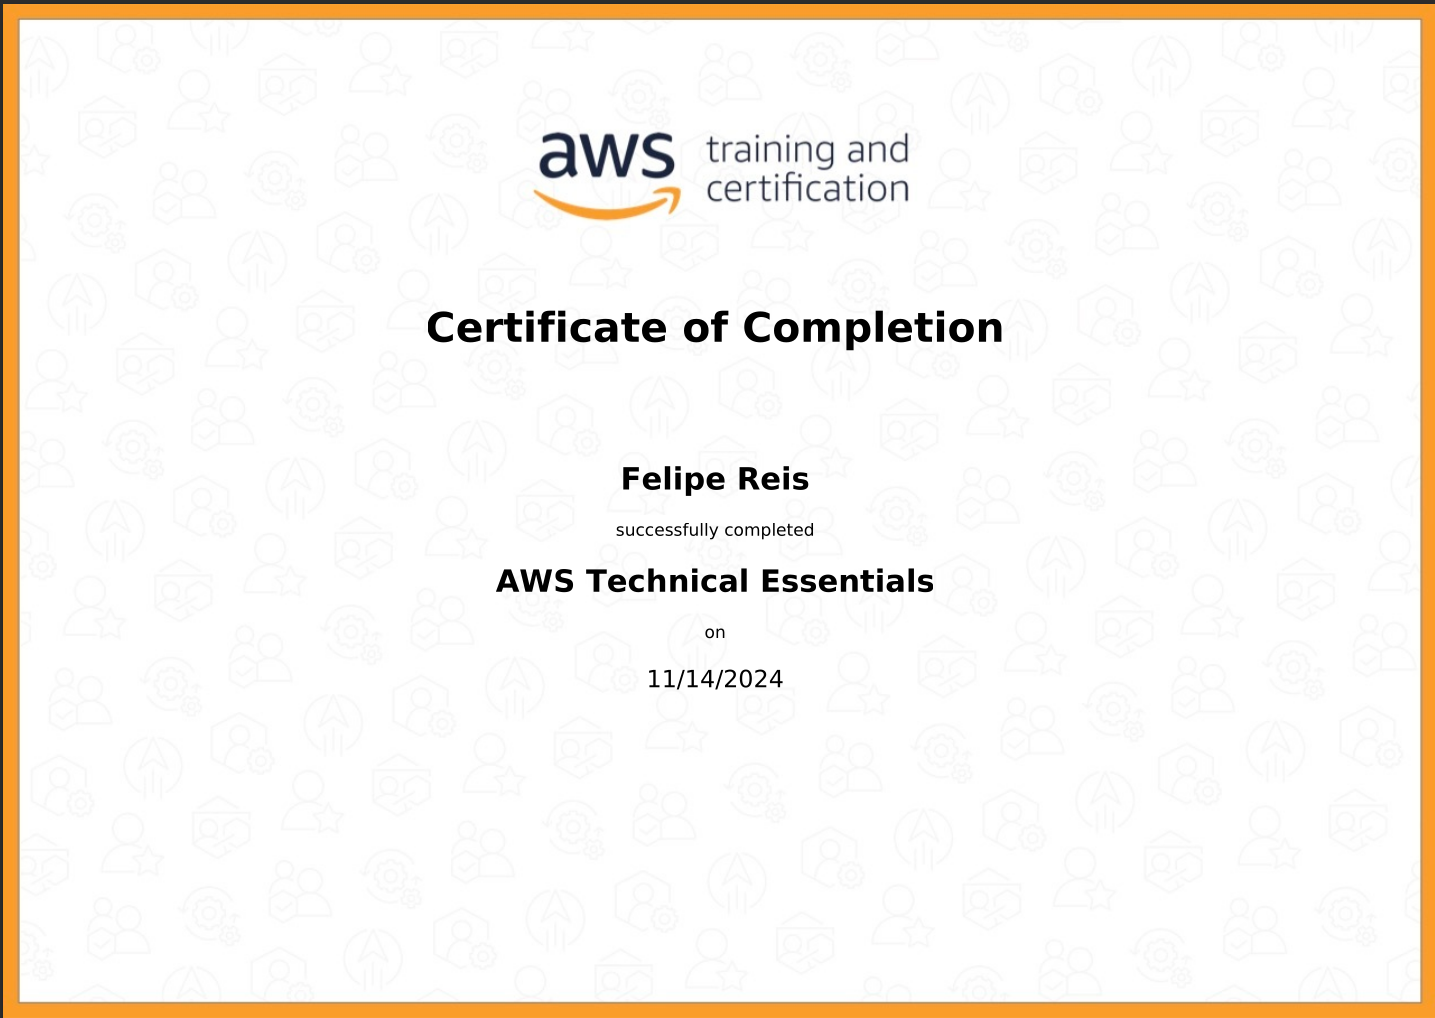 aws training and
certification
Certificate of Completion
Felipe Reis
successfully completed
AWS Technical Essentials
on
11/14/2024